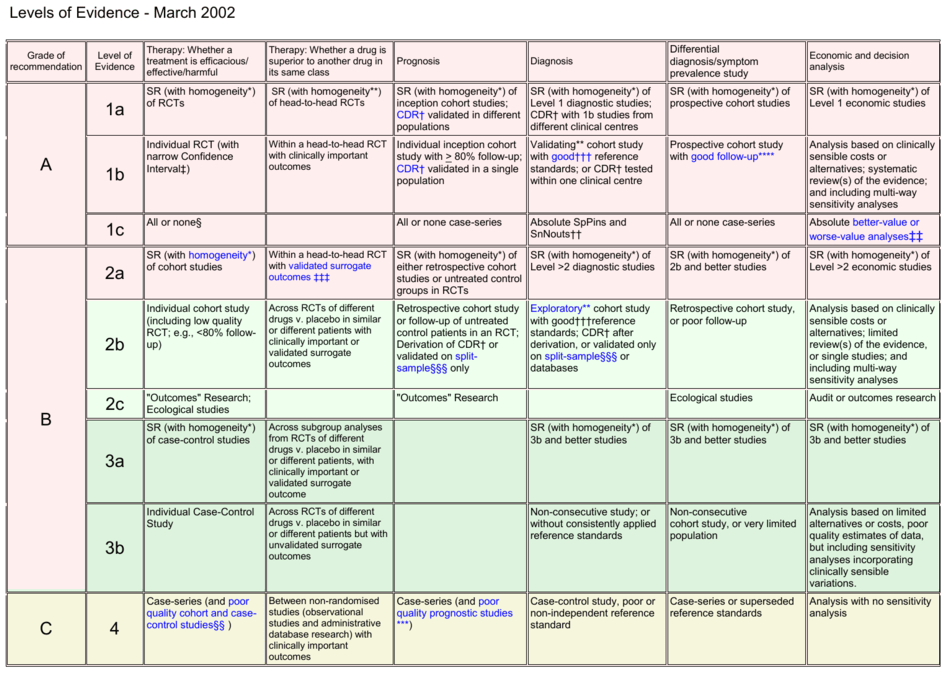 Levels of Evidence - March 2002
Grade of
recommendation
Level of
Evidence
Therapy: Whether a
treatment is efficacious/
effective/harmful
Therapy: Whether a drug is
superior to another drug in
its same class
Prognosis
Diagnosis
Differential
diagnosis/symptom
prevalence study
Economic and decision
analysis
A
1a
SR (with homogeneity*)
of RCTs
SR (with homogeneity**)
of head-to-head RCTs
SR (with homogeneity*) of
inception cohort studies;
CDR† validated in different
populations
SR (with homogeneity*) of
Level 1 diagnostic studies;
CDR† with 1b studies from
different clinical centres
SR (with homogeneity*) of
prospective cohort studies
SR (with homogeneity*) of
Level 1 economic studies
1b
Individual RCT (with
narrow Confidence
Interval‡)
Within a head-to-head RCT
with clinically important
outcomes
Individual inception cohort
study with > 80% follow-up;
CDR† validated in a single
population
Validating** cohort study
with good††† reference
standards; or CDR† tested
within one clinical centre
Prospective cohort study
with good follow-up****
Analysis based on clinically
sensible costs or
alternatives; systematic
review(s) of the evidence;
and including multi-way
sensitivity analyses
1c
All or none§
All or none case-series
Absolute SpPins and
SnNouts††
All or none case-series
Absolute better-value or
worse-value analyses‡‡
B
2a
SR (with homogeneity*)
of cohort studies
Within a head-to-head RCT
with validated surrogate
outcomes ‡‡‡
SR (with homogeneity*) of
either retrospective cohort
studies or untreated control
groups in RCTs
SR (with homogeneity*) of
Level >2 diagnostic studies
SR (with homogeneity*) of
2b and better studies
SR (with homogeneity*) of
Level >2 economic studies
2b
Individual cohort study
(including low quality
RCT; e.g., <80% follow-
up)
Across RCTs of different
drugs v. placebo in similar
or different patients with
clinically important or
validated surrogate
outcomes
Retrospective cohort study
or follow-up of untreated
control patients in an RCT;
Derivation of CDR† or
validated on split-
sample§§§ only
Exploratory** cohort study
with good†††reference
standards; CDR† after
derivation, or validated only
on split-sample§§§ or
databases
Retrospective cohort study,
or poor follow-up
Analysis based on clinically
sensible costs or
alternatives; limited
review(s) of the evidence,
or single studies; and
including multi-way
sensitivity analyses
2c
"Outcomes" Research;
Ecological studies
"Outcomes" Research
Ecological studies
Audit or outcomes research
3a
SR (with homogeneity*)
of case-control studies
Across subgroup analyses
from RCTs of different
drugs v. placebo in similar
or different patients, with
clinically important or
validated surrogate
outcome
SR (with homogeneity*) of
3b and better studies
SR (with homogeneity*) of
3b and better studies
SR (with homogeneity*) of
3b and better studies
3b
Individual Case-Control
Study
Across RCTs of different
drugs v. placebo in similar
or different patients but with
unvalidated surrogate
outcomes
Non-consecutive study; or
without consistently applied
reference standards
Non-consecutive
cohort study, or very limited
population
Analysis based on limited
alternatives or costs, poor
quality estimates of data,
but including sensitivity
analyses incorporating
clinically sensible
variations.
C
4
Case-series (and poor
quality cohort and case-
control studies§§ )
Between non-randomised
studies (observational
studies and administrative
database research) with
clinically important
outcomes
Case-series (and poor
quality prognostic studies
***)
Case-control study, poor or
non-independent reference
standard
Case-series or superseded
reference standards
Analysis with no sensitivity
analysis